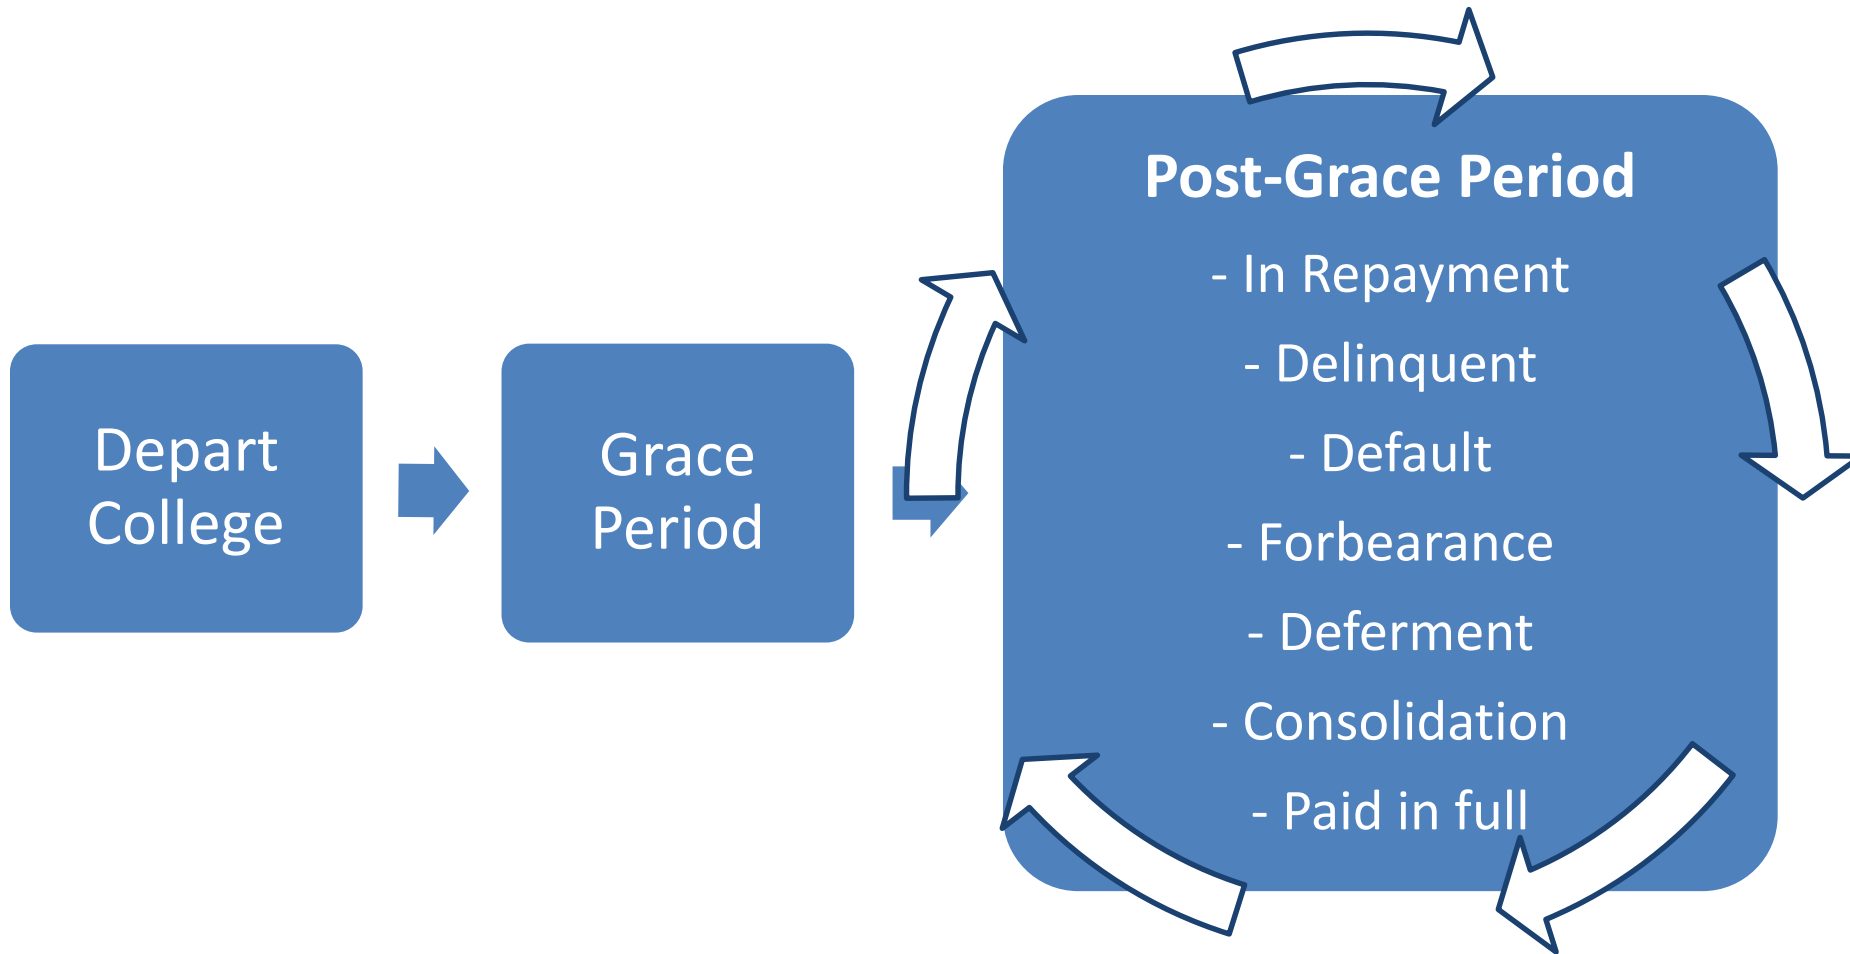 Depart
College
Grace
Period
Post-Grace Period
- In Repayment
- Delinquent
- Default
- Forbearance
- Deferment
- Consolidation
- Paid in full